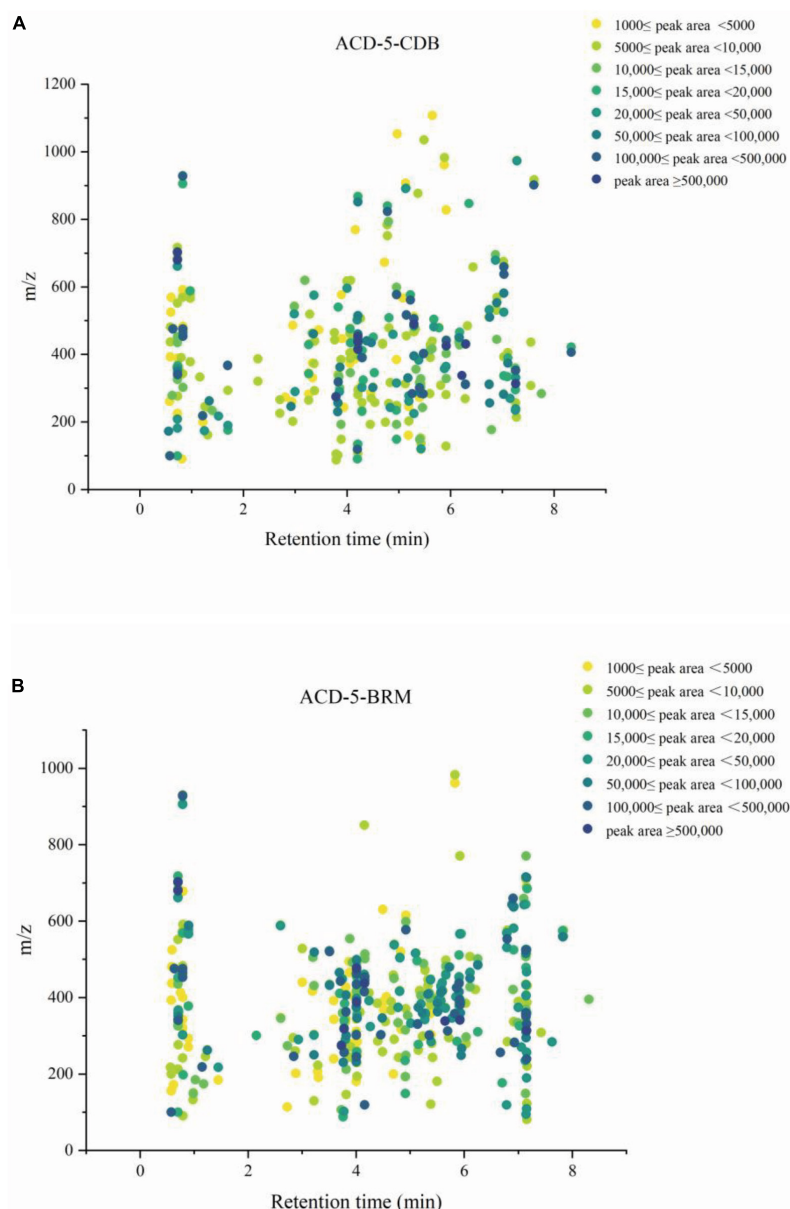 A
ACD-5-CDB
1000≤ peak area <5000
5000≤ peak area <10,000
10,000≤ peak area <15,000
15,000≤ peak area <20,000
20,000≤ peak area <50,000
50,000≤ peak area <100,000
100,000≤ peak area <500,000
peak area ≥500,000
1200
1000
800
600
400
200
0
m/z
0 2 4 6 8
Retention time (min)
B
ACD-5-BRM
1000≤ peak area <5000
5000≤ peak area <10,000
10,000≤ peak area <15,000
15,000≤ peak area <20,000
20,000≤ peak area <50,000
50,000≤ peak area <100,000
100,000≤ peak area <500,000
peak area ≥500,000
1000
800
600
400
200
0
m/z
0 2 4 6 8
Retention time (min)